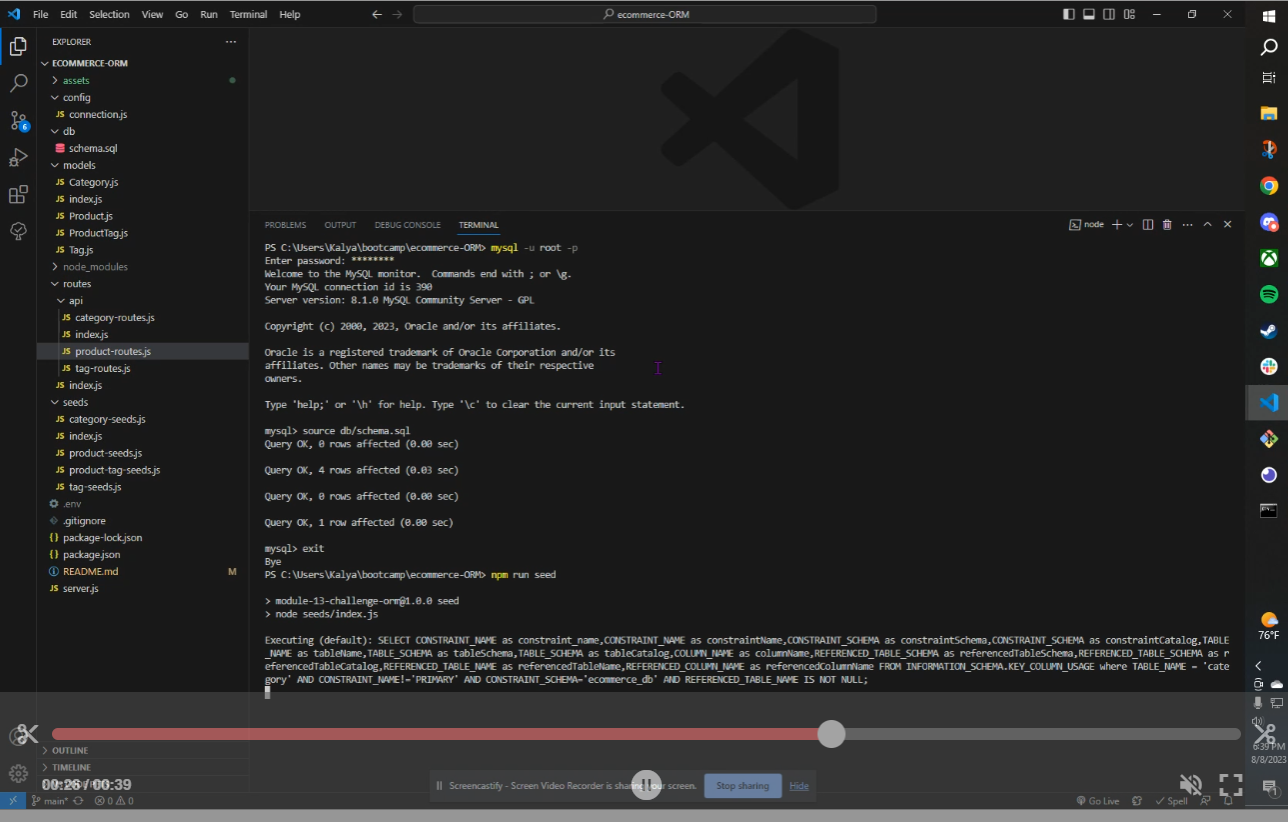 File Edit Selection View Go Run Terminal Help
ecommerce-ORM
EXPLORER
ECOMMERCE-ORM
assets
config
JS connection.js
db
schema.sql
models
JS Category.js
JS index.js
JS Product.js
JS ProductTag.js
JS Tag.js
node_modules
routes
api
JS category-routes.js
JS index.js
JS product-routes.js
JS tag-routes.js
JS index.js
seeds
JS category-seeds.js
JS index.js
JS product-seeds.js
JS product-tag-seeds.js
JS tag-seeds.js
.env
.gitignore
{} package-lock.json
{} package.json
README.md M
JS server.js
OUTLINE
TIMELINE
6
PROBLEMS OUTPUT DEBUG CONSOLE TERMINAL
node
PS C:\Users\Kalya\bootcamp\ecommerce-ORM> mysql -u root -p
Enter password: ********
Welcome to the MySQL monitor.  Commands end with ; or \g.
Your MySQL connection id is 390
Server version: 8.1.0 MySQL Community Server - GPL
Copyright (c) 2000, 2023, Oracle and/or its affiliates.
Oracle is a registered trademark of Oracle Corporation and/or its
affiliates. Other names may be trademarks of their respective
owners.
Type 'help;' or '\h' for help. Type '\c' to clear the current input statement.
mysql> source db/schema.sql
Query OK, 0 rows affected (0.00 sec)
Query OK, 4 rows affected (0.03 sec)
Query OK, 0 rows affected (0.00 sec)
Query OK, 1 row affected (0.00 sec)
mysql> exit
Bye
PS C:\Users\Kalya\bootcamp\ecommerce-ORM> npm run seed
> module-13-challenge-orm@1.0.0 seed
> node seeds/index.js
Executing (default): SELECT CONSTRAINT_NAME as constraint_name,CONSTRAINT_NAME as constraintName,CONSTRAINT_SCHEMA as constraintSchema,CONSTRAINT_SCHEMA as constraintCatalog,TABLE
_NAME as tableName,TABLE_SCHEMA as tableSchema,TABLE_SCHEMA as tableCatalog,COLUMN_NAME as columnName,REFERENCED_TABLE_SCHEMA as referencedTableSchema,REFERENCED_TABLE_SCHEMA as r
eferencedTableCatalog,REFERENCED_TABLE_NAME as referencedTableName,REFERENCED_COLUMN_NAME as referencedColumnName FROM INFORMATION_SCHEMA.KEY_COLUMN_USAGE where TABLE_NAME = 'cate
gory' AND CONSTRAINT_NAME!='PRIMARY' AND CONSTRAINT_SCHEMA='ecommerce_db' AND REFERENCED_TABLE_NAME IS NOT NULL;
00:26 / 00:39
Screencastify - Screen Video Recorder is sharing your screen.
Stop sharing
Hide
main*
0 0
Go Live
Spell
76°F
6:39 PM
8/8/2023
1